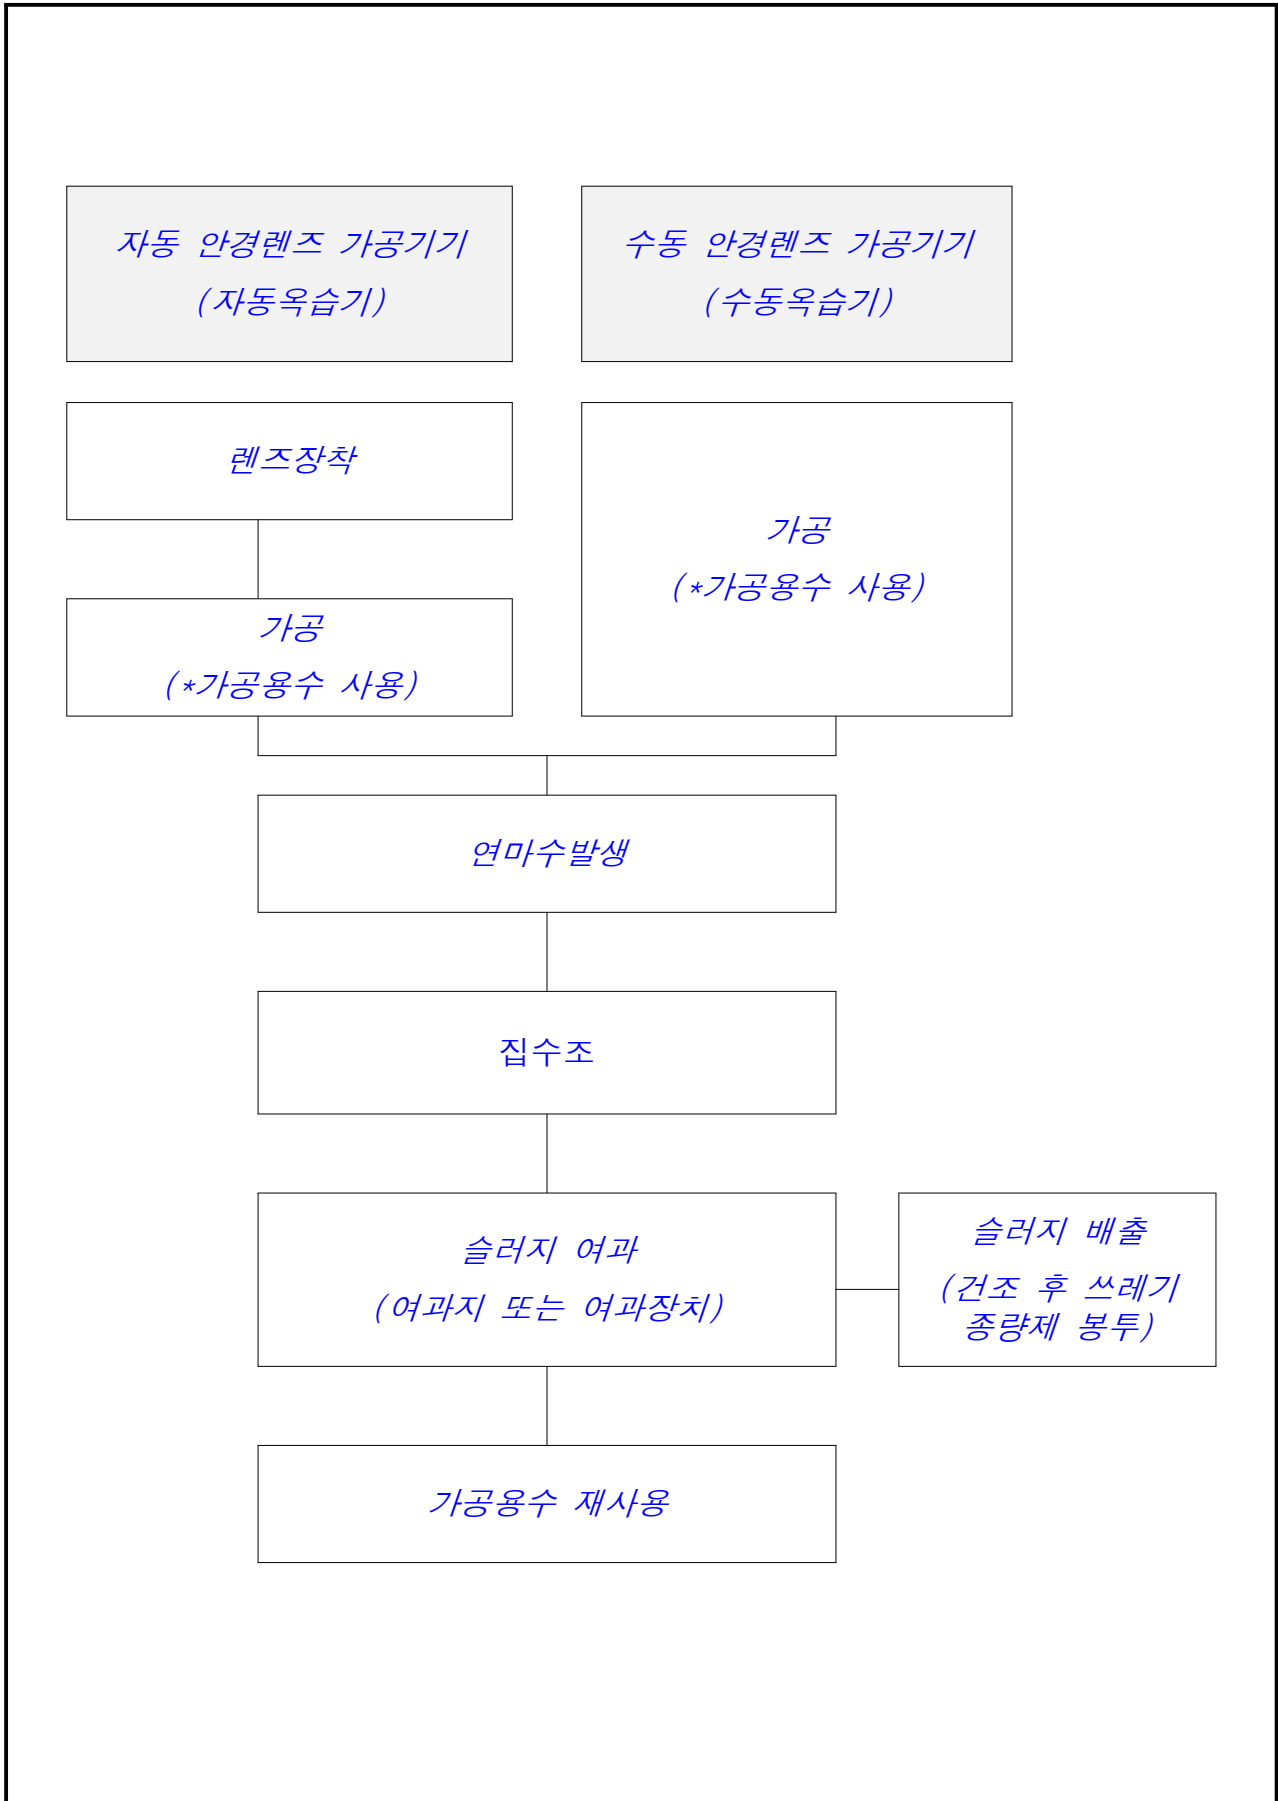 자동 안경렌즈 가공기기
(자동옥습기)
수동 안경렌즈 가공기기
(수동옥습기)
렌즈장착
가공
(*가공용수 사용)
가공
(*가공용수 사용)
연마수발생
집수조
슬러지 여과
(여과지 또는 여과장치)
슬러지 배출
(건조 후 쓰레기
종량제 봉투)
가공용수 재사용